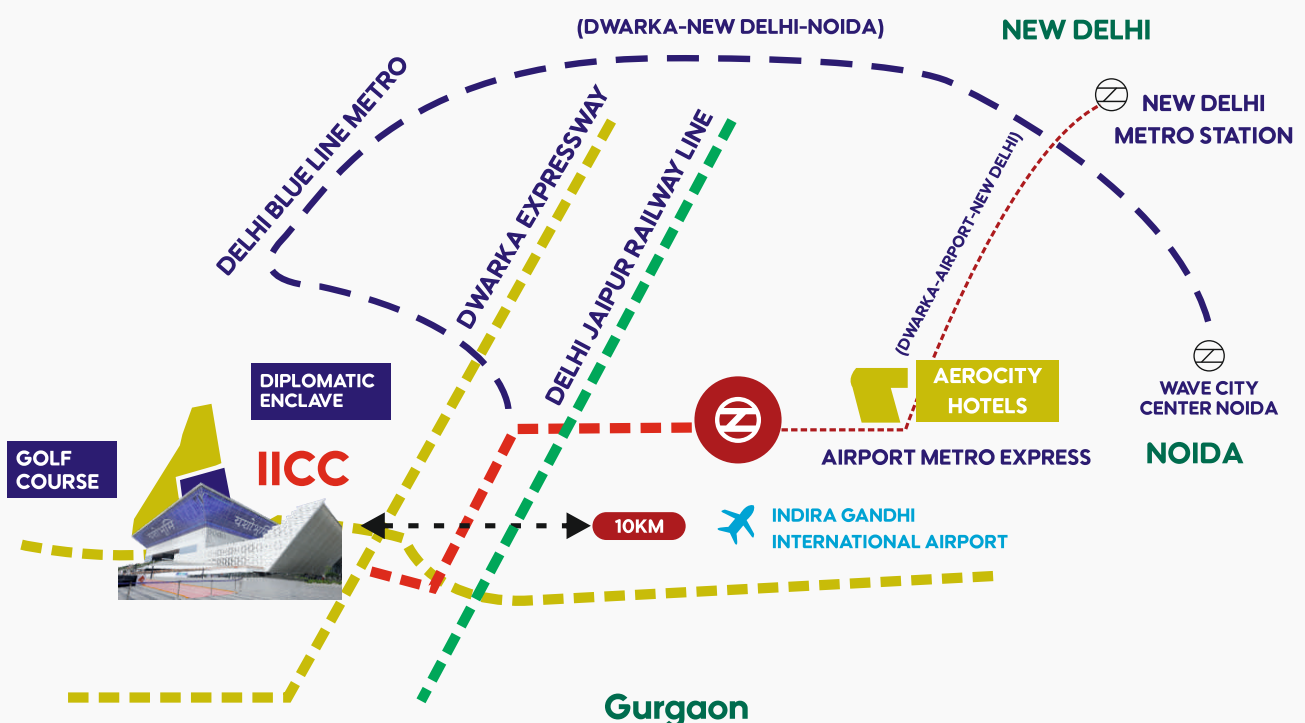 (DWARKA-NEW DELHI-NOIDA)
NEW DELHI
DELHI BLUE LINE METRO
DWARKA EXPRESSWAY
DELHI JAIPUR RAILWAY LINE
NEW DELHI
METRO STATION
(DWARKA-AIRPORT-NEW DELHI)
DIPLOMATIC
ENCLAVE
AEROCITY
HOTELS
WAVE CITY
CENTER NOIDA
GOLF
COURSE
IICC
AIRPORT METRO EXPRESS
NOIDA
यशोभूमि
10KM
INDIRA GANDHI
INTERNATIONAL AIRPORT
Gurgaon